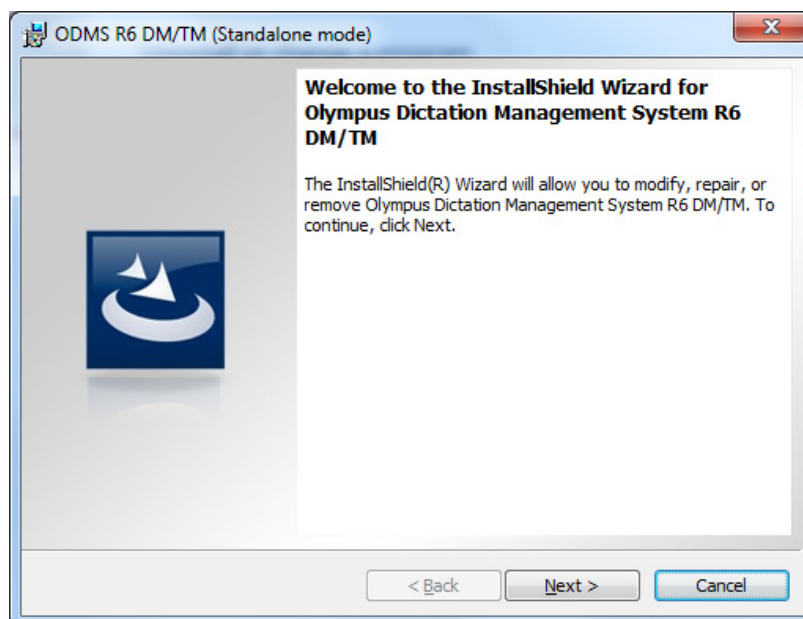 ODMS R6 DM/TM (Standalone mode)
Welcome to the InstallShield Wizard for
Olympus Dictation Management System R6
DM/TM
The InstallShield(R) Wizard will allow you to modify, repair, or
remove Olympus Dictation Management System R6 DM/TM. To
continue, click Next.
< Back
Next >
Cancel